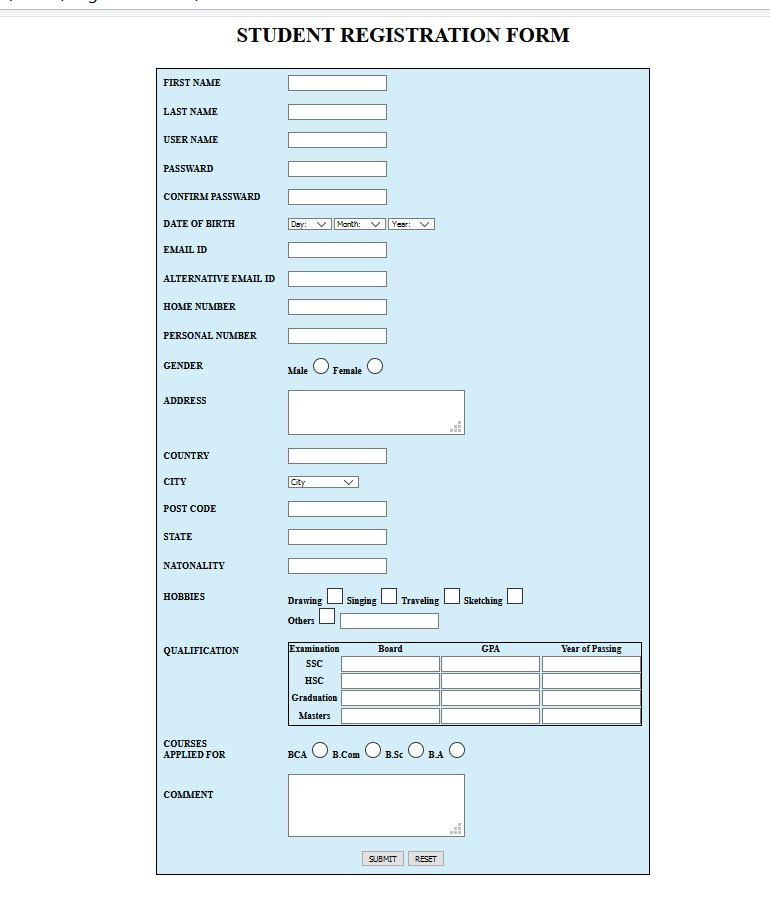 STUDENT REGISTRATION FORM
FIRST NAME
LAST NAME
USER NAME
PASSWARD
CONFIRM PASSWARD
DATE OF BIRTH Day: Month: Year:
EMAIL ID
ALTERNATIVE EMAIL ID
HOME NUMBER
PERSONAL NUMBER
GENDER Male Female
ADDRESS
COUNTRY
CITY City
POST CODE
STATE
NATONALITY
HOBBIES Drawing Singing Traveling Sketching
Others
QUALIFICATION Examination Board GPA Year of Passing
SSC
HSC
Graduation
Masters
COURSES
APPLIED FOR BCA B.Com B.Sc B.A
COMMENT
SUBMIT RESET